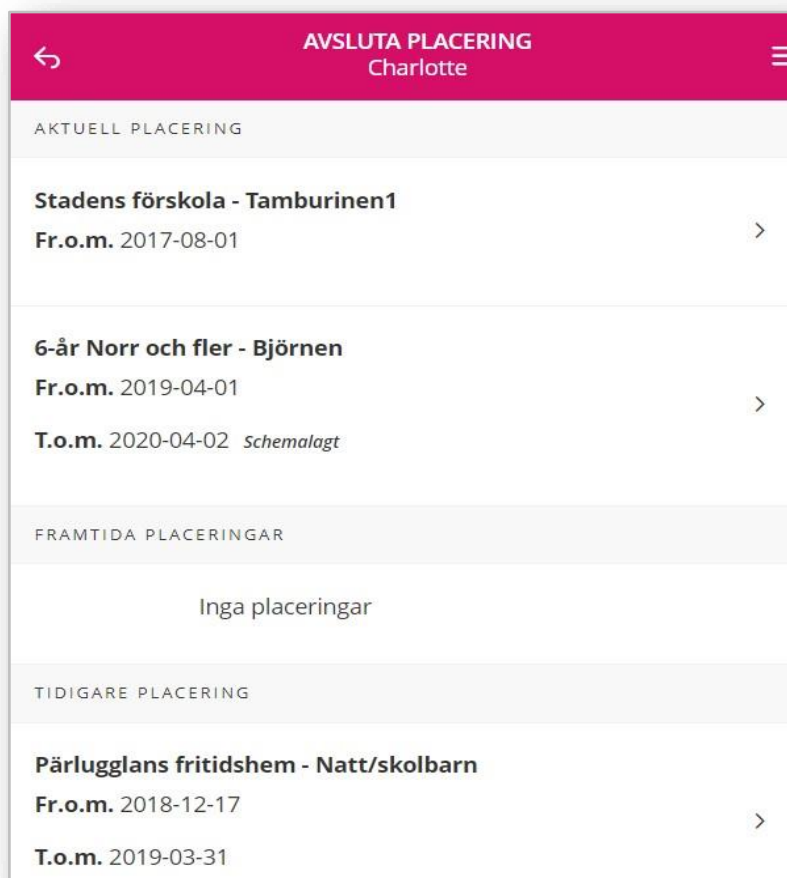 AVSLUTA PLACERING
Charlotte
AKTUELL PLACERING
Stadens förskola - Tamburinen1
Fr.o.m. 2017-08-01
6-år Norr och fler - Björnen
Fr.o.m. 2019-04-01
T.o.m. 2020-04-02 Schemalagt
FRAMTIDA PLACERINGAR
Inga placeringar
TIDIGARE PLACERING
Pärlugglans fritidshem - Natt/skolbarn
Fr.o.m. 2018-12-17
T.o.m. 2019-03-31